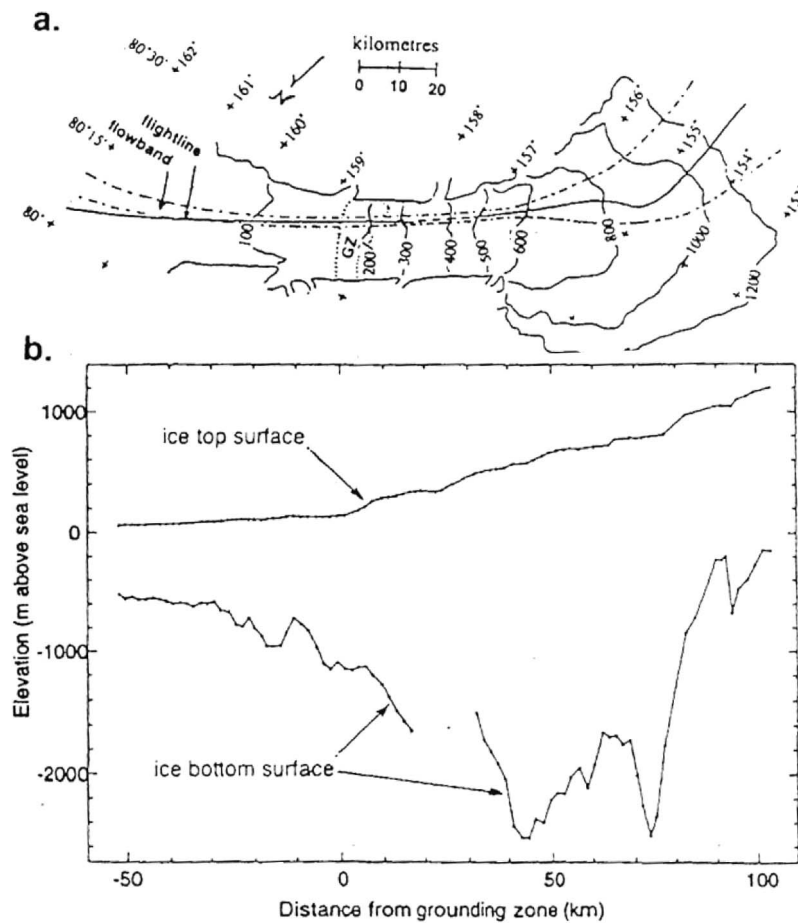 a.
kilometres
0 10 20
N
80°30'
+162°
+161°
+160°
+159°
+158°
+157°
+156°
+155°
+154°
80°15'
80°
flightline
flowband
100
GZ
200
300
400
500
600
800
1000
1200
b.
Elevation (m above sea level)
1000
0
-1000
-2000
ice top surface
ice bottom surface
-50 0 50 100
Distance from grounding zone (km)